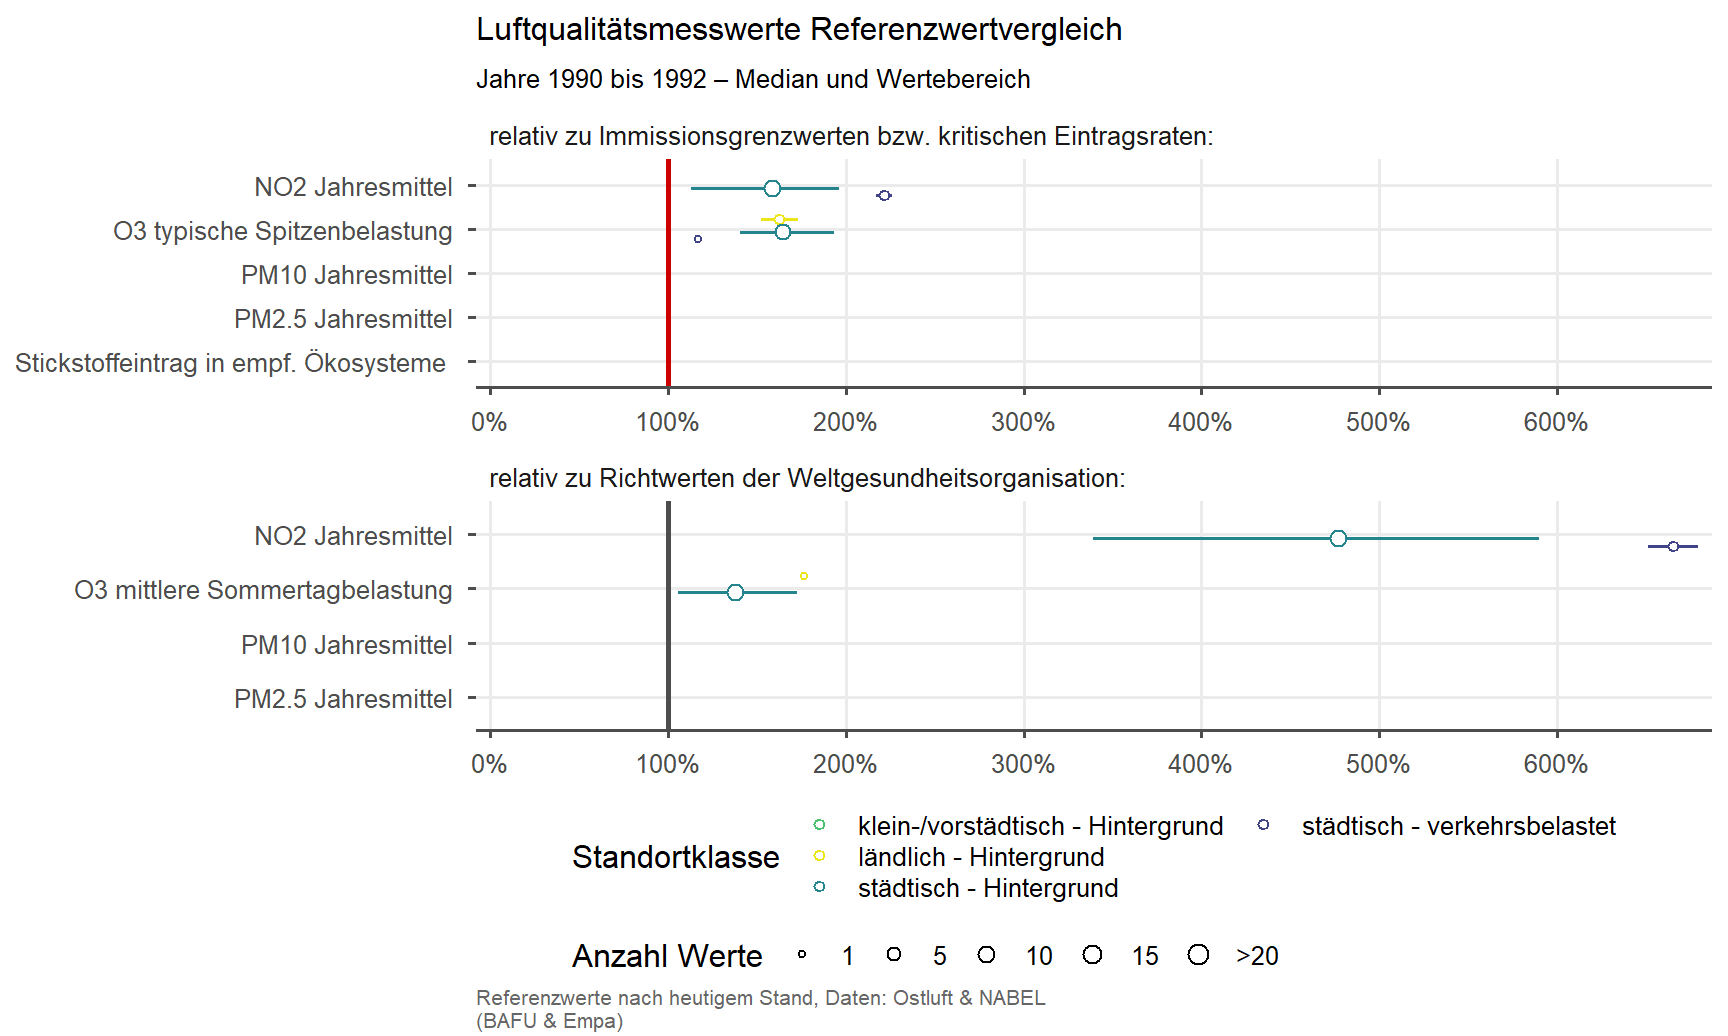 Luftqualitätsmesswerte Referenzwertvergleich
Jahre 1990 bis 1992 – Median und Wertebereich
relativ zu Immissionsgrenzwerten bzw. kritischen Eintragsraten:
NO2 Jahresmittel
O3 typische Spitzenbelastung
PM10 Jahresmittel
PM2.5 Jahresmittel
Stickstoffeintrag in empf. Ökosysteme
0% 100% 200% 300% 400% 500% 600%
relativ zu Richtwerten der Weltgesundheitsorganisation:
NO2 Jahresmittel
O3 mittlere Sommertagbelastung
PM10 Jahresmittel
PM2.5 Jahresmittel
0% 100% 200% 300% 400% 500% 600%
Standortklasse
klein-/vorstädtisch - Hintergrund
ländlich - Hintergrund
städtisch - Hintergrund
städtisch - verkehrsbelastet
Anzahl Werte 1 5 10 15 >20
Referenzwerte nach heutigem Stand, Daten: Ostluft & NABEL
(BAFU & Empa)